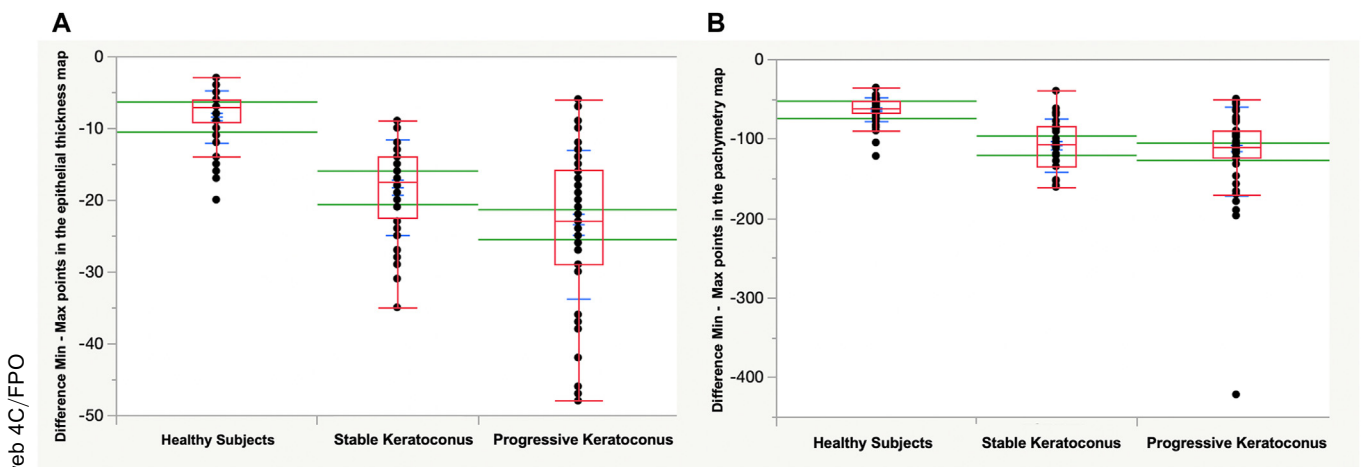 A
B
Difference Min - Max points in the epithelial thickness map
0
-10
-20
-30
-40
-50
Healthy Subjects
Stable Keratoconus
Progressive Keratoconus
Difference Min - Max points in the pachymetry map
0
-100
-200
-300
-400
Healthy Subjects
Stable Keratoconus
Progressive Keratoconus
4C/FPO